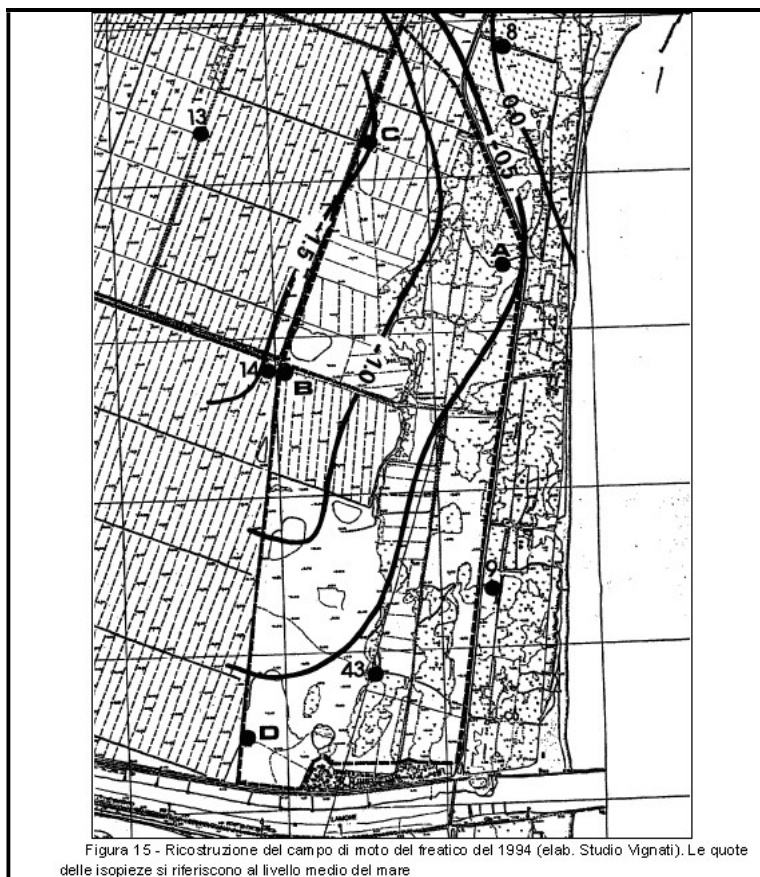 8
13
C
0.0
-0.5
-1.5
A
14
B
-1.0
9
43
D
LAMONE
Figura 15 - Ricostruzione del campo di moto del freatico del 1994 (elab. Studio Vignati). Le quote
delle isopieze si riferiscono al livello medio del mare